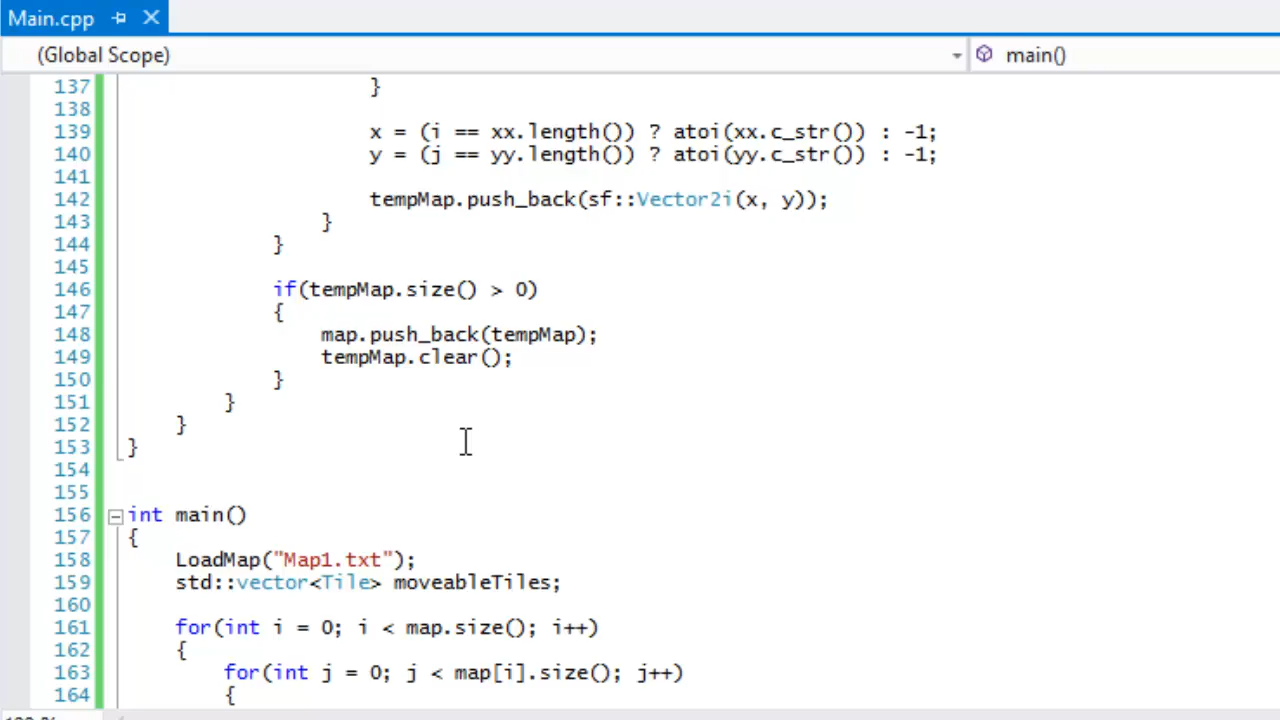 Main.cpp
(Global Scope) main()
137 }
138
139 x = (i == xx.length()) ? atoi(xx.c_str()) : -1;
140 y = (j == yy.length()) ? atoi(yy.c_str()) : -1;
141
142 tempMap.push_back(sf::Vector2i(x, y));
143 }
144 }
145
146 if(tempMap.size() > 0)
147 {
148 map.push_back(tempMap);
149 tempMap.clear();
150 }
151 }
152 }
153 }
154
155
156 int main()
157 {
158 LoadMap("Map1.txt");
159 std::vector<Tile> moveableTiles;
160
161 for(int i = 0; i < map.size(); i++)
162 {
163 for(int j = 0; j < map[i].size(); j++)
164 {